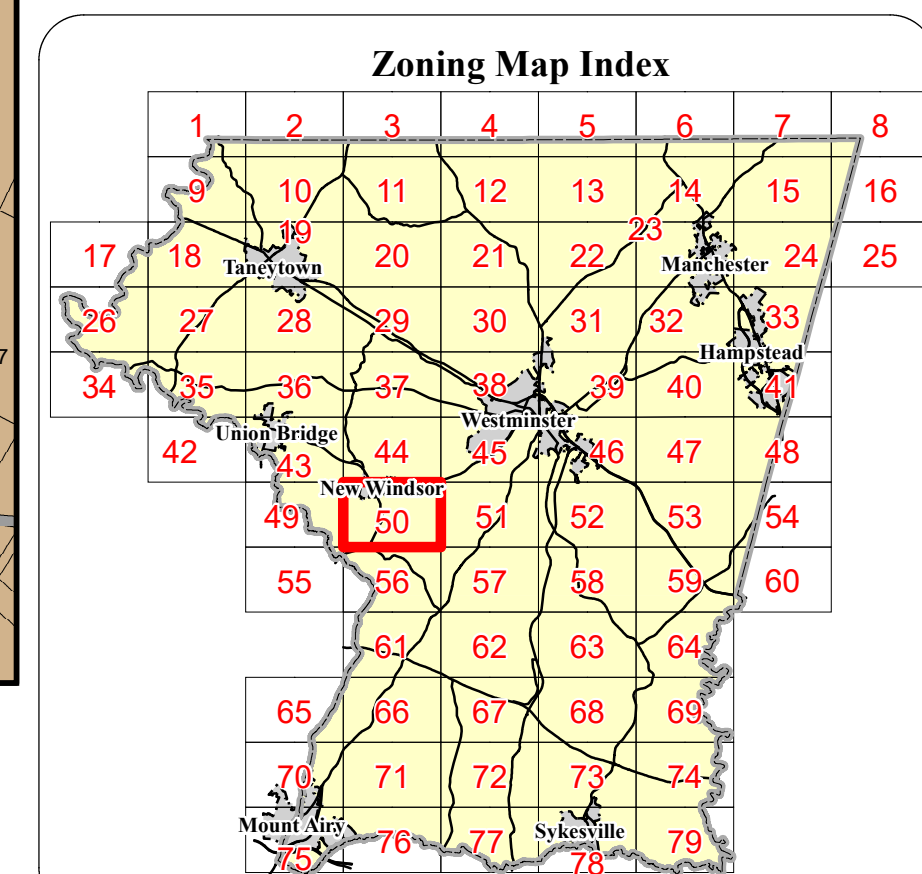 Zoning Map Index
1 2 3 4 5 6 7 8
9 10 11 12 13 14 15 16
19 23
17 18 20 21 22 24 25
Taneytown Manchester
26 27 28 29 30 31 32 33
Hampstead
7
34 35 36 37 38 39 40 41
Westminster
Union Bridge
42 43 44 45 46 47 48
New Windsor
49 50 51 52 53 54
55 56 57 58 59 60
61 62 63 64
65 66 67 68 69
70 71 72 73 74
Mount Airy Sykesville
75 76 77 78 79